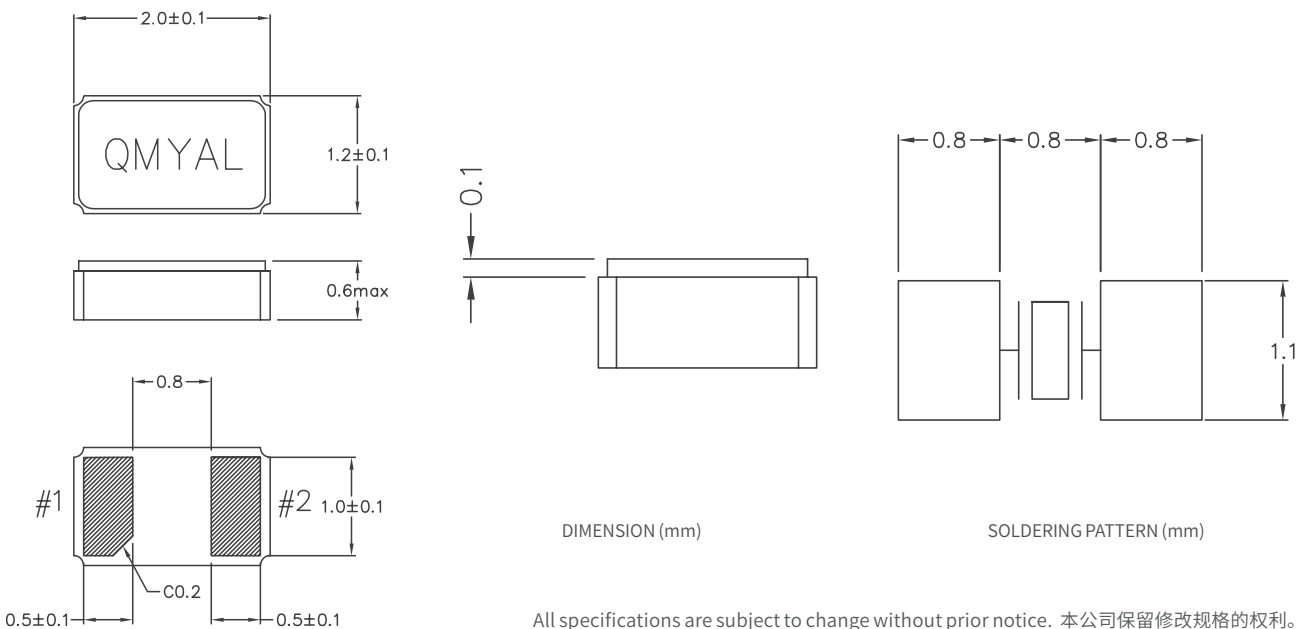 2.0±0.1
QMYAL
1.2±0.1
0.6max
0.8
#1
#2
1.0±0.1
C0.2
0.5±0.1
0.5±0.1
0.1
DIMENSION (mm)
0.8
0.8
0.8
1.1
SOLDERING PATTERN (mm)
All specifications are subject to change without prior notice. 本公司保留修改规格的权利。